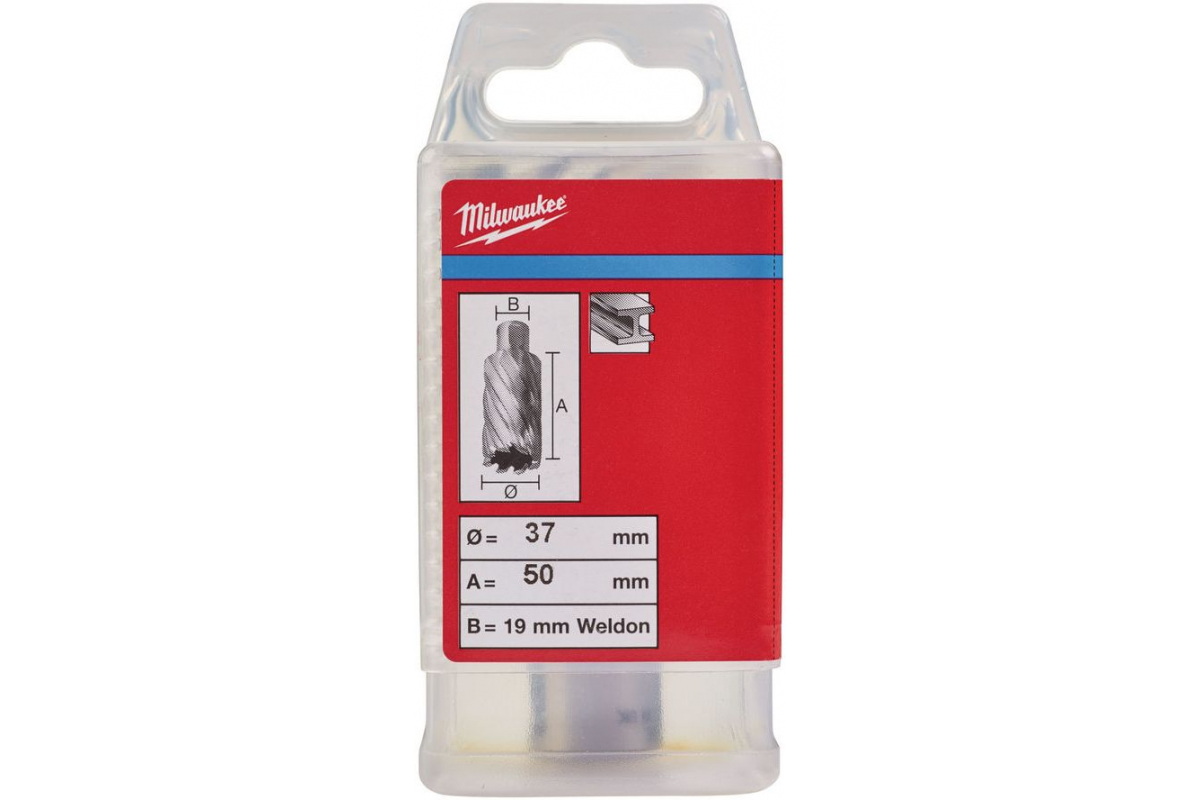 Milwaukee
B
A
Ø
Ø = 37 mm
A = 50 mm
B = 19 mm Weldon